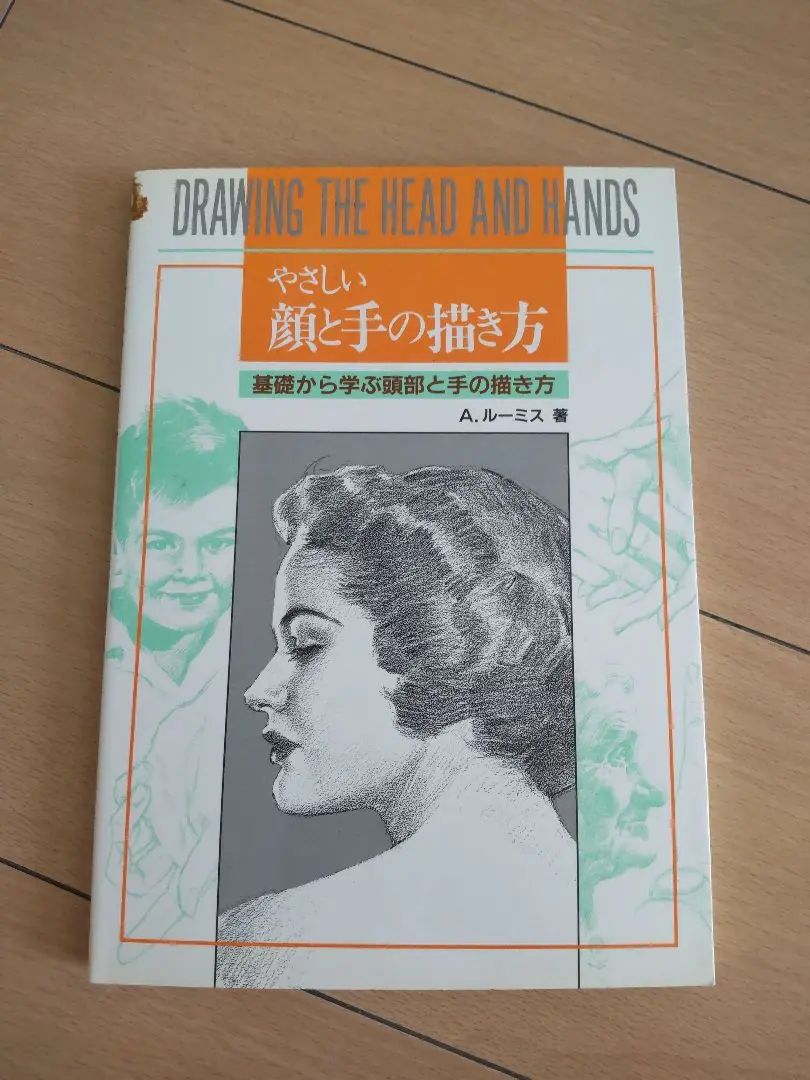 DRAWING THE HEAD AND HANDS
やさしい
顔と手の描き方
基礎から学ぶ頭部と手の描き方
A.ルーミス 著